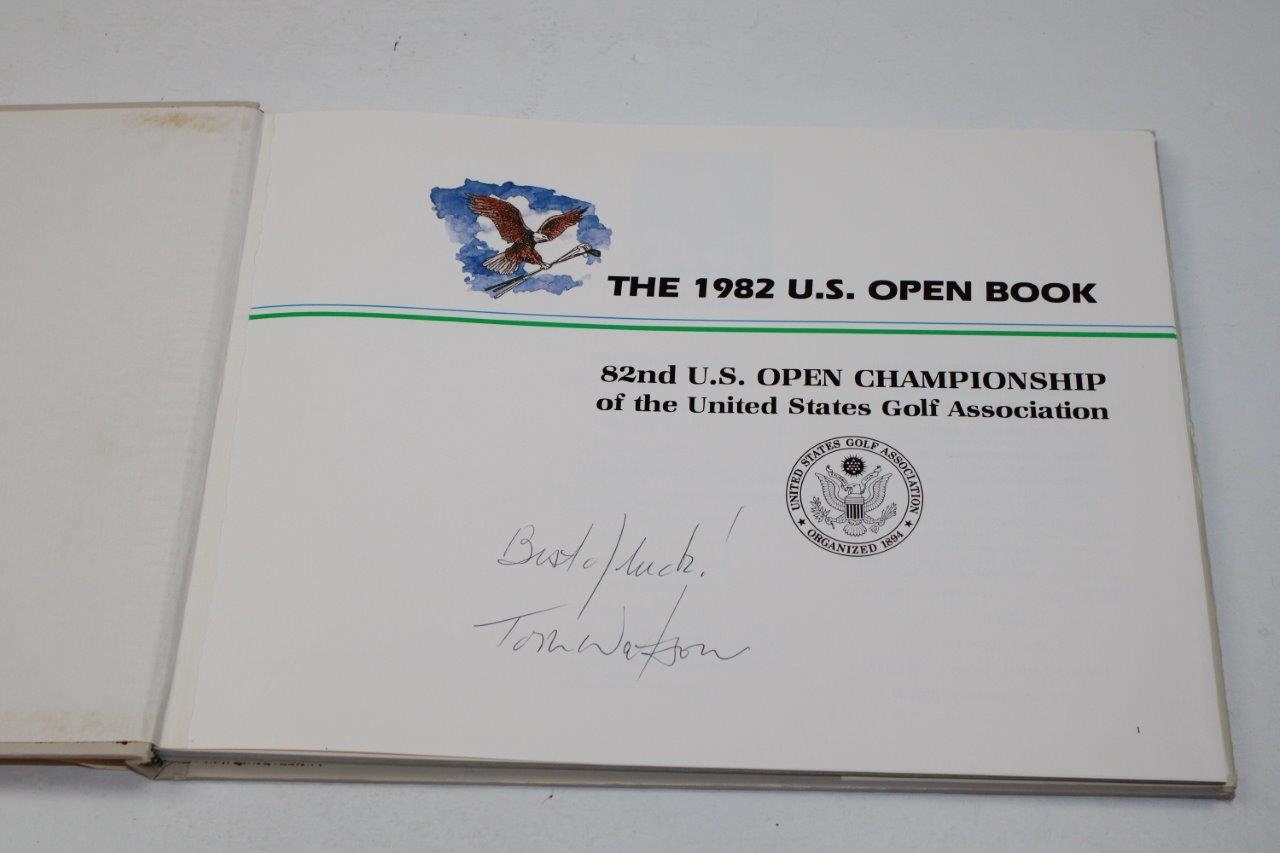 THE 1982 U.S. OPEN BOOK
82nd U.S. OPEN CHAMPIONSHIP
of the United States Golf Association
UNITED STATES GOLF ASSOCIATION
★ ORGANIZED 1894 ★
Best of luck!
Tom Watson
1